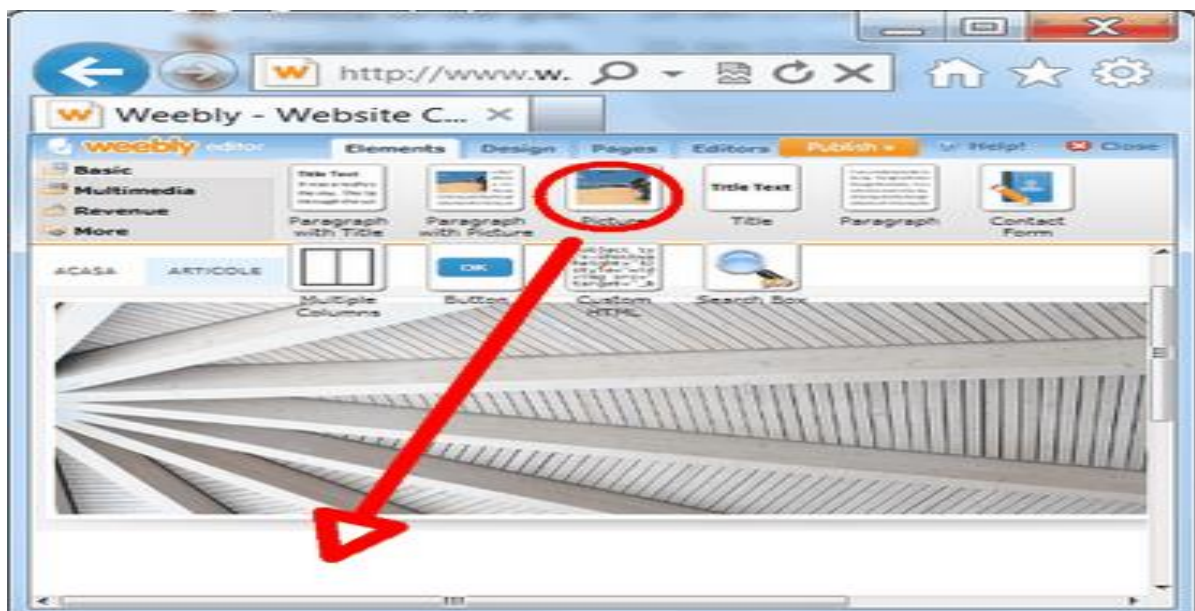 http://www.w.
Weebly - Website C...
weebly editor
Elements Design Pages Editors Publish Help! Close
Basic
Multimedia
Revenue
More
Title Text
Title Text
Paragraph with Title
Paragraph with Picture
Picture
Title
Paragraph
Contact Form
ACASA ARTICOLE
OK
Multiple Columns
Button
Custom HTML
Search Box